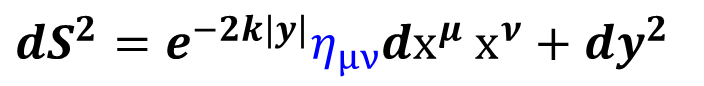 dS² = e^{-2k|y|} η_{μν} dx^μ x^ν + dy²